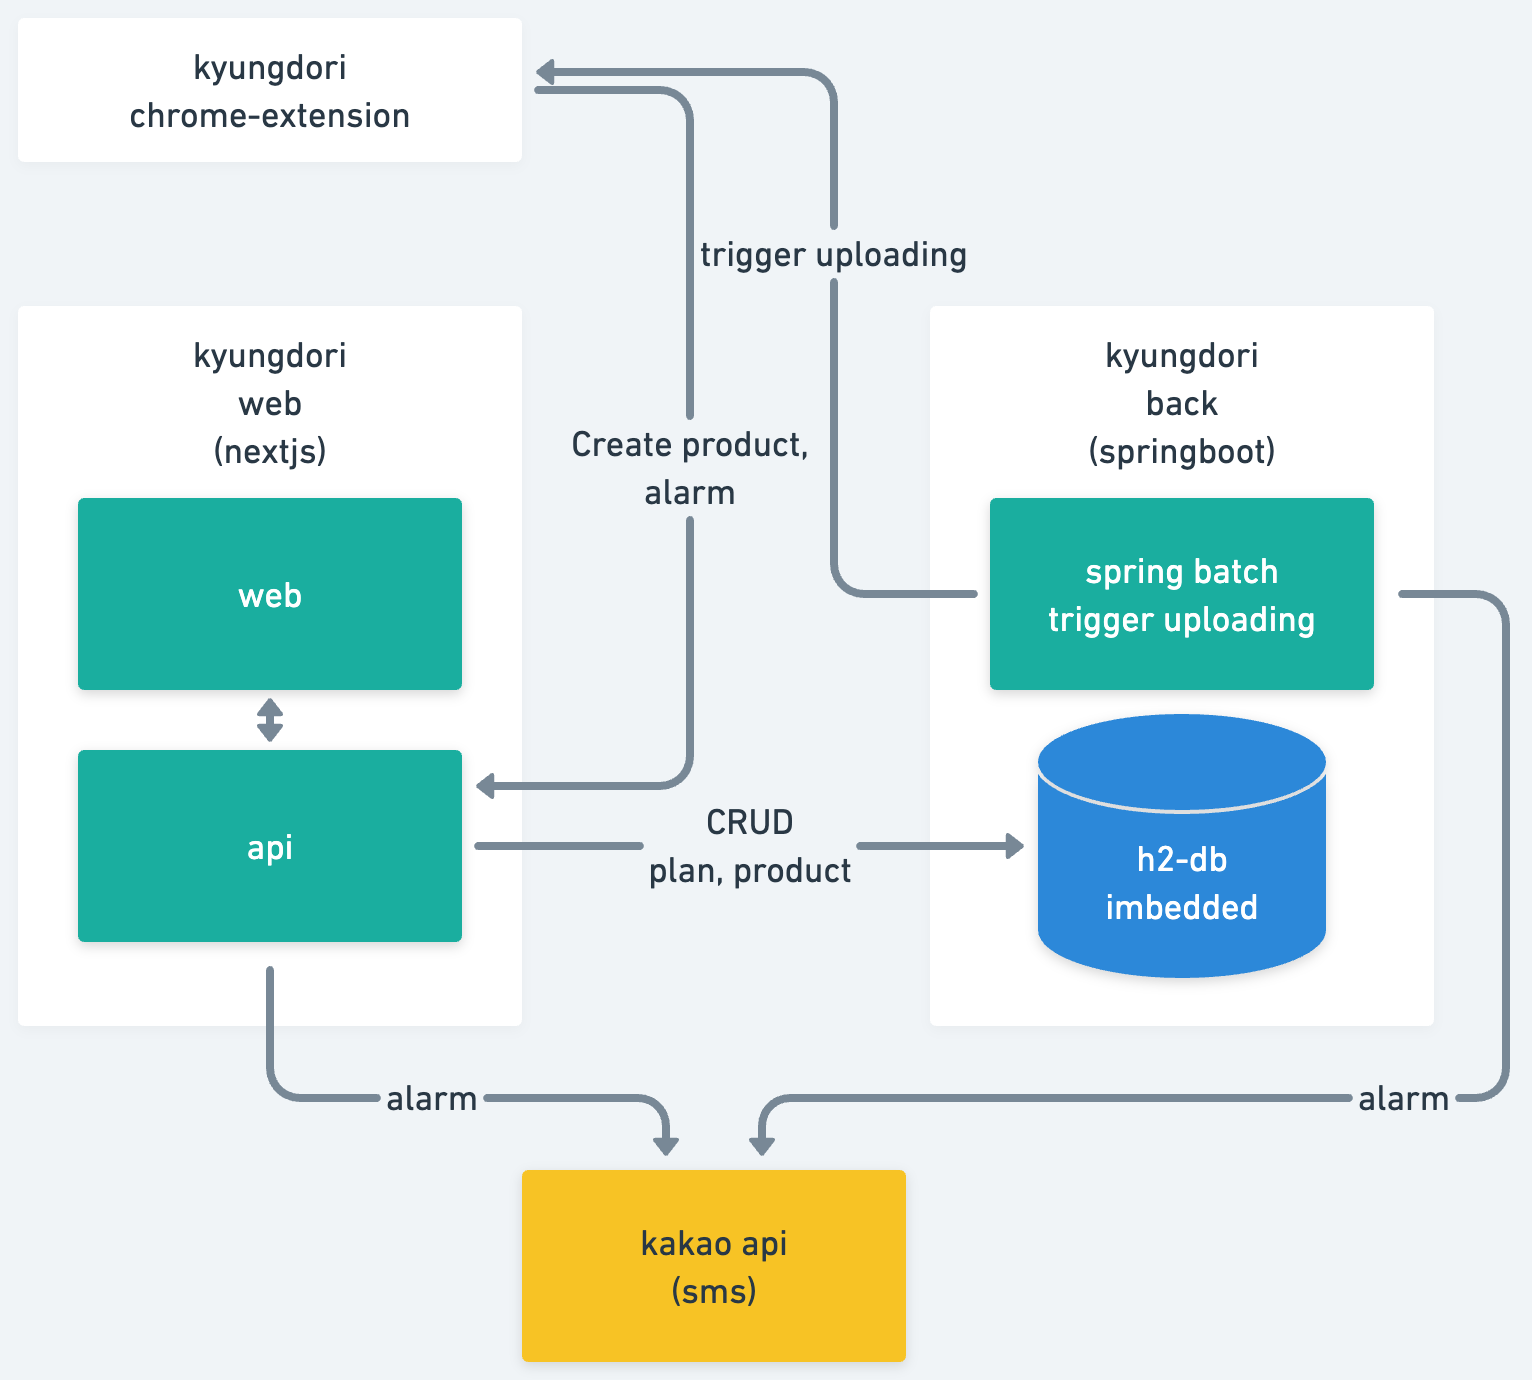 kyungdori
chrome-extension
trigger uploading
kyungdori
web
(nextjs)
Create product,
alarm
kyungdori
back
(springboot)
web
spring batch
trigger uploading
api
CRUD
plan, product
h2-db
imbedded
alarm
alarm
kakao api
(sms)